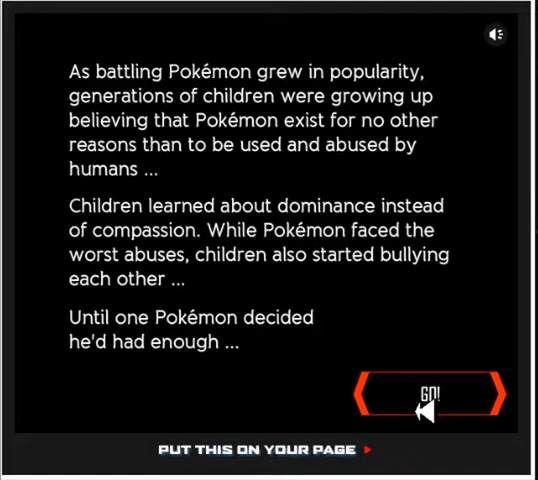 As battling Pokémon grew in popularity,
generations of children were growing up
believing that Pokémon exist for no other
reasons than to be used and abused by
humans ...
Children learned about dominance instead
of compassion. While Pokémon faced the
worst abuses, children also started bullying
each other ...
Until one Pokémon decided
he'd had enough ...
GO!
PUT THIS ON YOUR PAGE